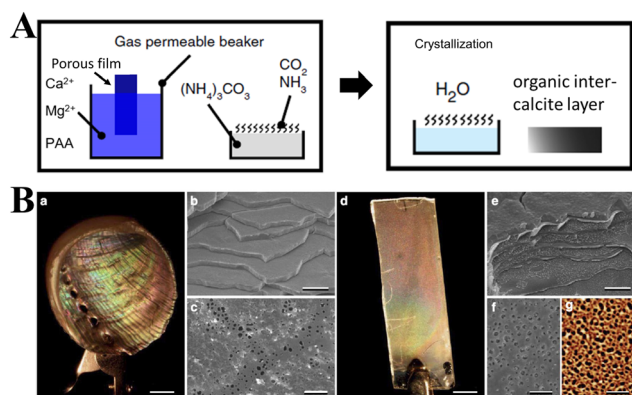 A
Gas permeable beaker
Porous film
Ca²⁺
Mg²⁺
PAA
(NH₄)₃CO₃
CO₂
NH₃
Crystallization
H₂O
organic inter-
calcite layer
B
a
b
c
d
e
f
g